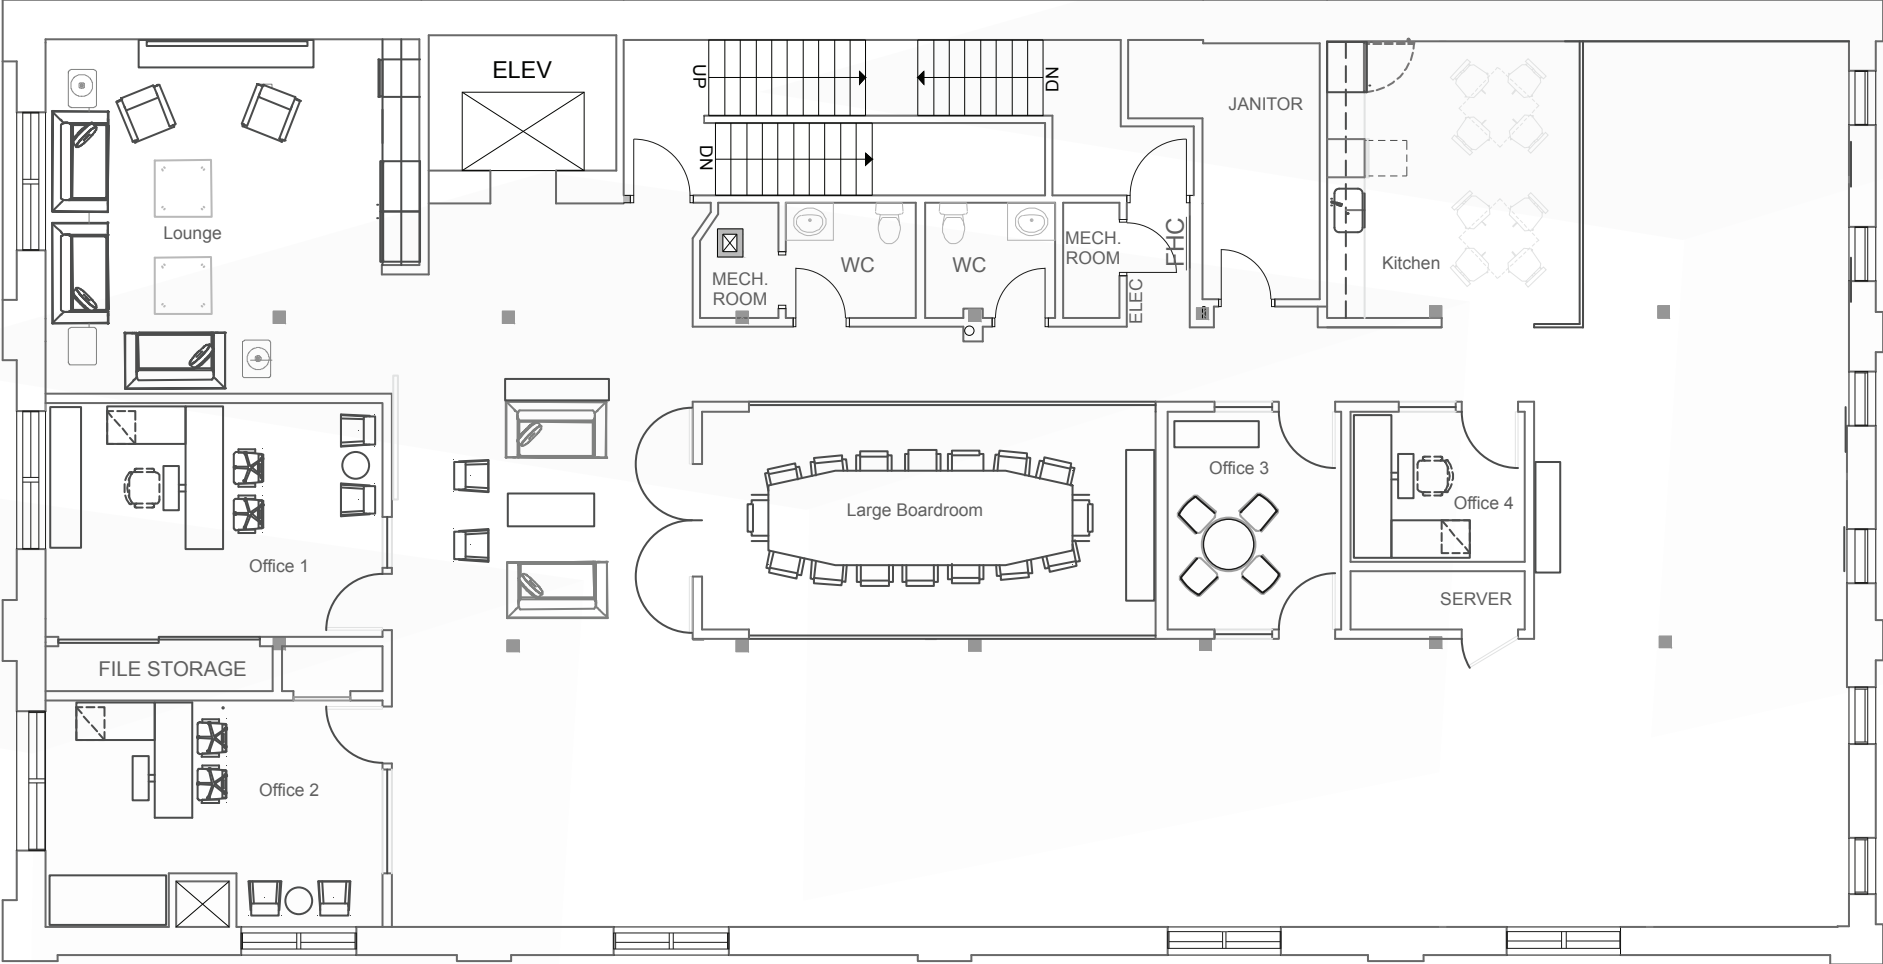 ELEV
UP
DN
DN
JANITOR
Lounge
MECH.
ROOM
WC
WC
MECH.
ROOM
FHC
ELEC
Kitchen
Office 1
Large Boardroom
Office 3
Office 4
SERVER
FILE STORAGE
Office 2